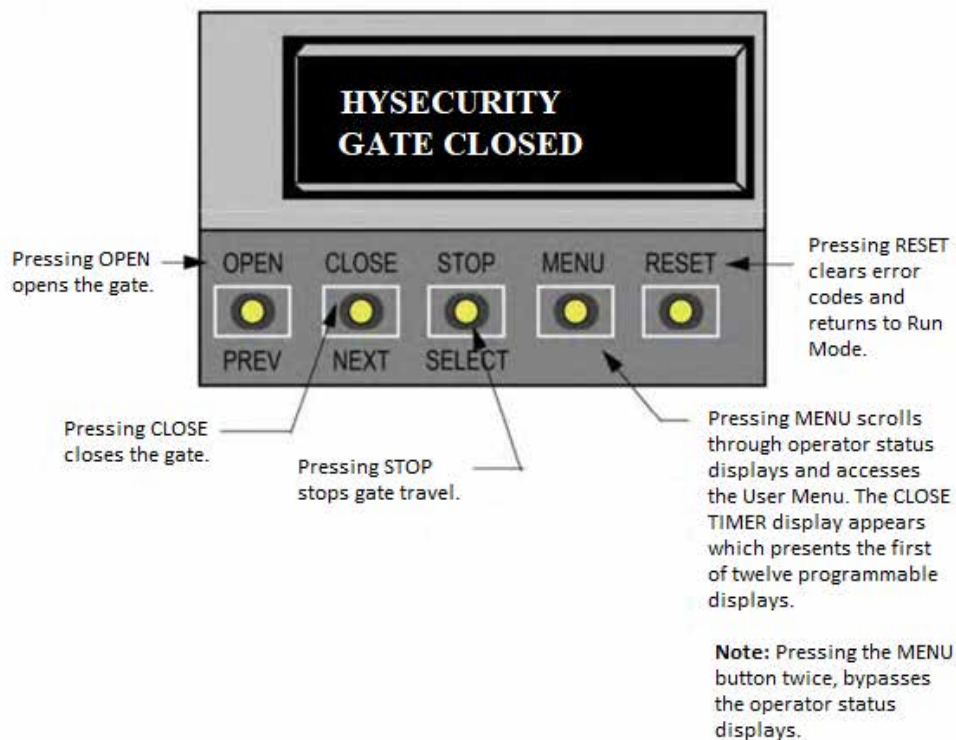 HYSECURITY
GATE CLOSED
Pressing OPEN
opens the gate.
OPEN
CLOSE
STOP
MENU
RESET
PREV
NEXT
SELECT
Pressing RESET
clears error
codes and
returns to Run
Mode.
Pressing CLOSE
closes the gate.
Pressing STOP
stops gate travel.
Pressing MENU scrolls
through operator status
displays and accesses
the User Menu. The CLOSE
TIMER display appears
which presents the first
of twelve programmable
displays.
Note: Pressing the MENU
button twice, bypasses
the operator status
displays.